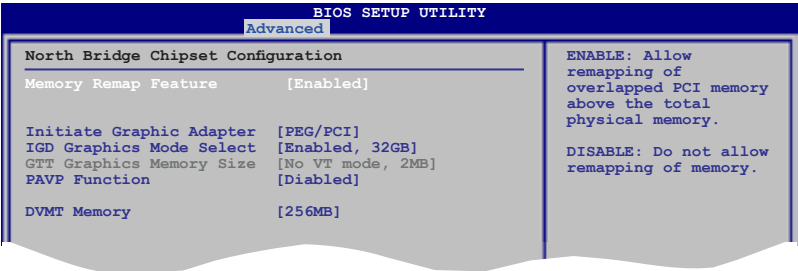 BIOS SETUP UTILITY
Advanced
North Bridge Chipset Configuration
Memory Remap Feature [Enabled]
Initiate Graphic Adapter [PEG/PCI]
IGD Graphics Mode Select [Enabled, 32GB]
GTT Graphics Memory Size [No VT mode, 2MB]
PAVP Function [Disabled]
DVMT Memory [256MB]
ENABLE: Allow
remapping of
overlapped PCI memory
above the total
physical memory.
DISABLE: Do not allow
remapping of memory.